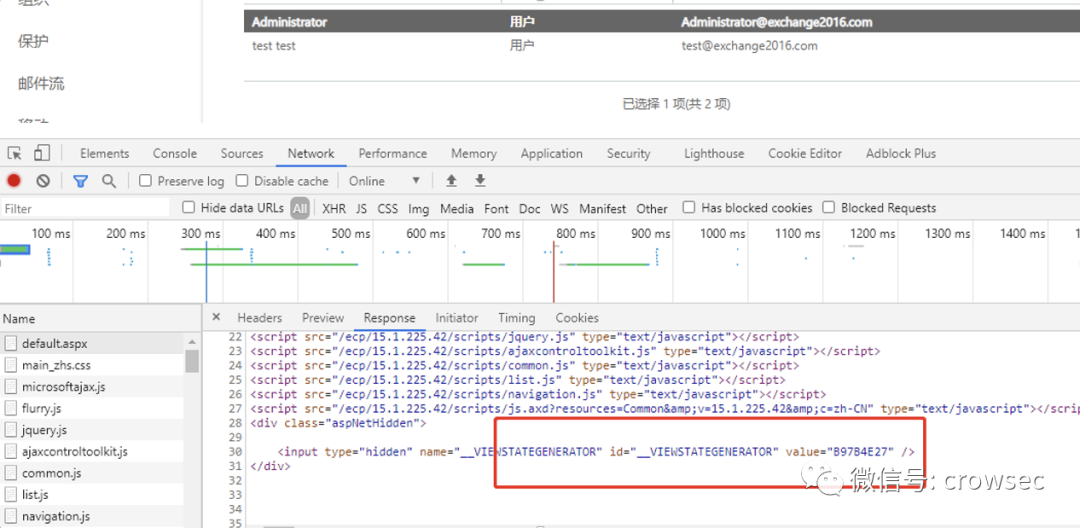 组织
保护
邮件流
移动
Administrator 用户 Administrator@exchange2016.com
test test 用户 test@exchange2016.com
已选择 1 项(共 2 项)
Elements Console Sources Network Performance Memory Application Security Lighthouse Cookie Editor Adblock Plus
Preserve log Disable cache Online ▼
Filter Hide data URLs All XHR JS CSS Img Media Font Doc WS Manifest Other Has blocked cookies Blocked Requests
100 ms 200 ms 300 ms 400 ms 500 ms 600 ms 700 ms 800 ms 900 ms 1000 ms 1100 ms 1200 ms 1300 ms 1400 ms
Name × Headers Preview Response Initiator Timing Cookies
default.aspx
main_zhs.css
microsoftajax.js
flurry.js
jquery.js
ajaxcontroltoolkit.js
common.js
list.js
navigation.js
22 <script src="/ecp/15.1.225.42/scripts/jquery.js" type="text/javascript"></script>
23 <script src="/ecp/15.1.225.42/scripts/ajaxcontroltoolkit.js" type="text/javascript"></script>
24 <script src="/ecp/15.1.225.42/scripts/common.js" type="text/javascript"></script>
25 <script src="/ecp/15.1.225.42/scripts/list.js" type="text/javascript"></script>
26 <script src="/ecp/15.1.225.42/scripts/navigation.js" type="text/javascript"></script>
27 <script src="/ecp/15.1.225.42/scripts/js.axd?resources=Common&amp;v=15.1.225.42&amp;c=zh-CN" type="text/javascript"></scri
28 <div class="aspNetHidden">
29
30 <input type="hidden" name="__VIEWSTATEGENERATOR" id="__VIEWSTATEGENERATOR" value="B97B4E27" />
31 </div>
32
33
34
35
微信号: crowsec